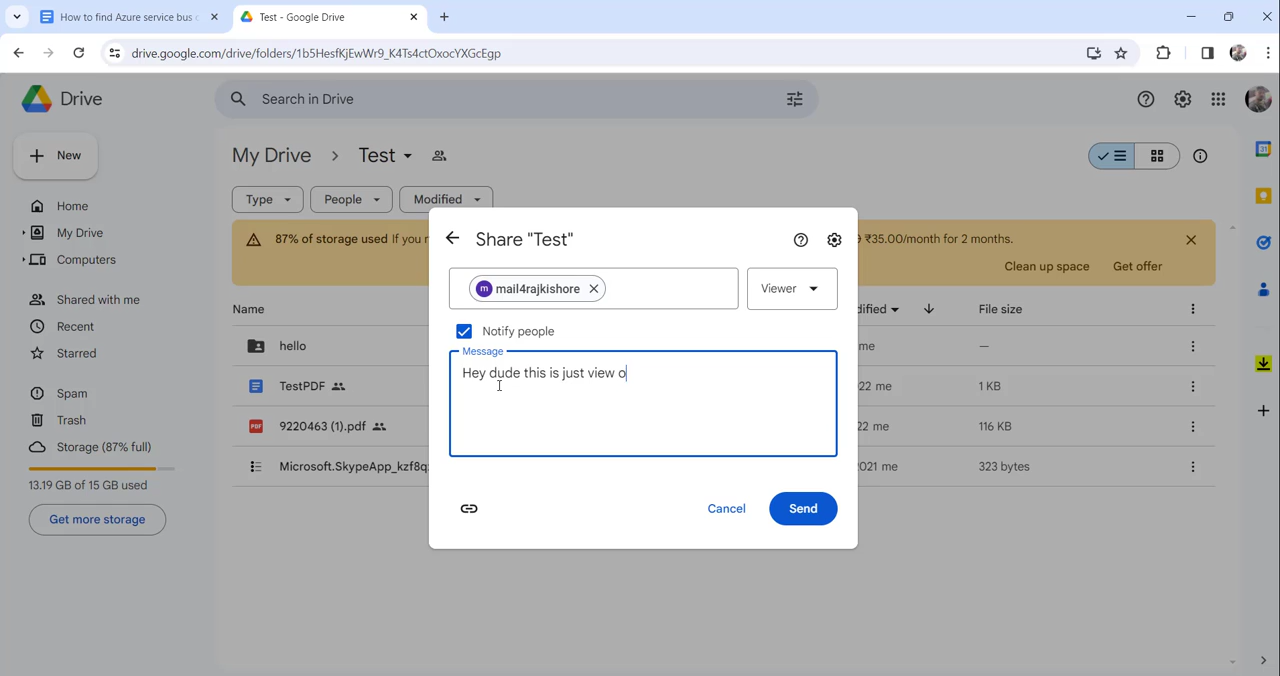 How to find Azure service bus
Test - Google Drive
drive.google.com/drive/folders/1b5HesfKjEwWr9_K4Ts4ctOxocYXGcEgp
Drive
Search in Drive
New
My Drive
Test
Home
My Drive
Computers
Shared with me
Recent
Starred
Spam
Trash
Storage (87% full)
13.19 GB of 15 GB used
Get more storage
Type
People
Modified
87% of storage used If you r
₹35.00/month for 2 months.
Clean up space
Get offer
Name
dified
File size
hello
me
—
TestPDF
22 me
1 KB
9220463 (1).pdf
22 me
116 KB
Microsoft.SkypeApp_kzf8q
2021 me
323 bytes
Share "Test"
m
mail4rajkishore
Viewer
Notify people
Message
Hey dude this is just view o
Cancel
Send
31